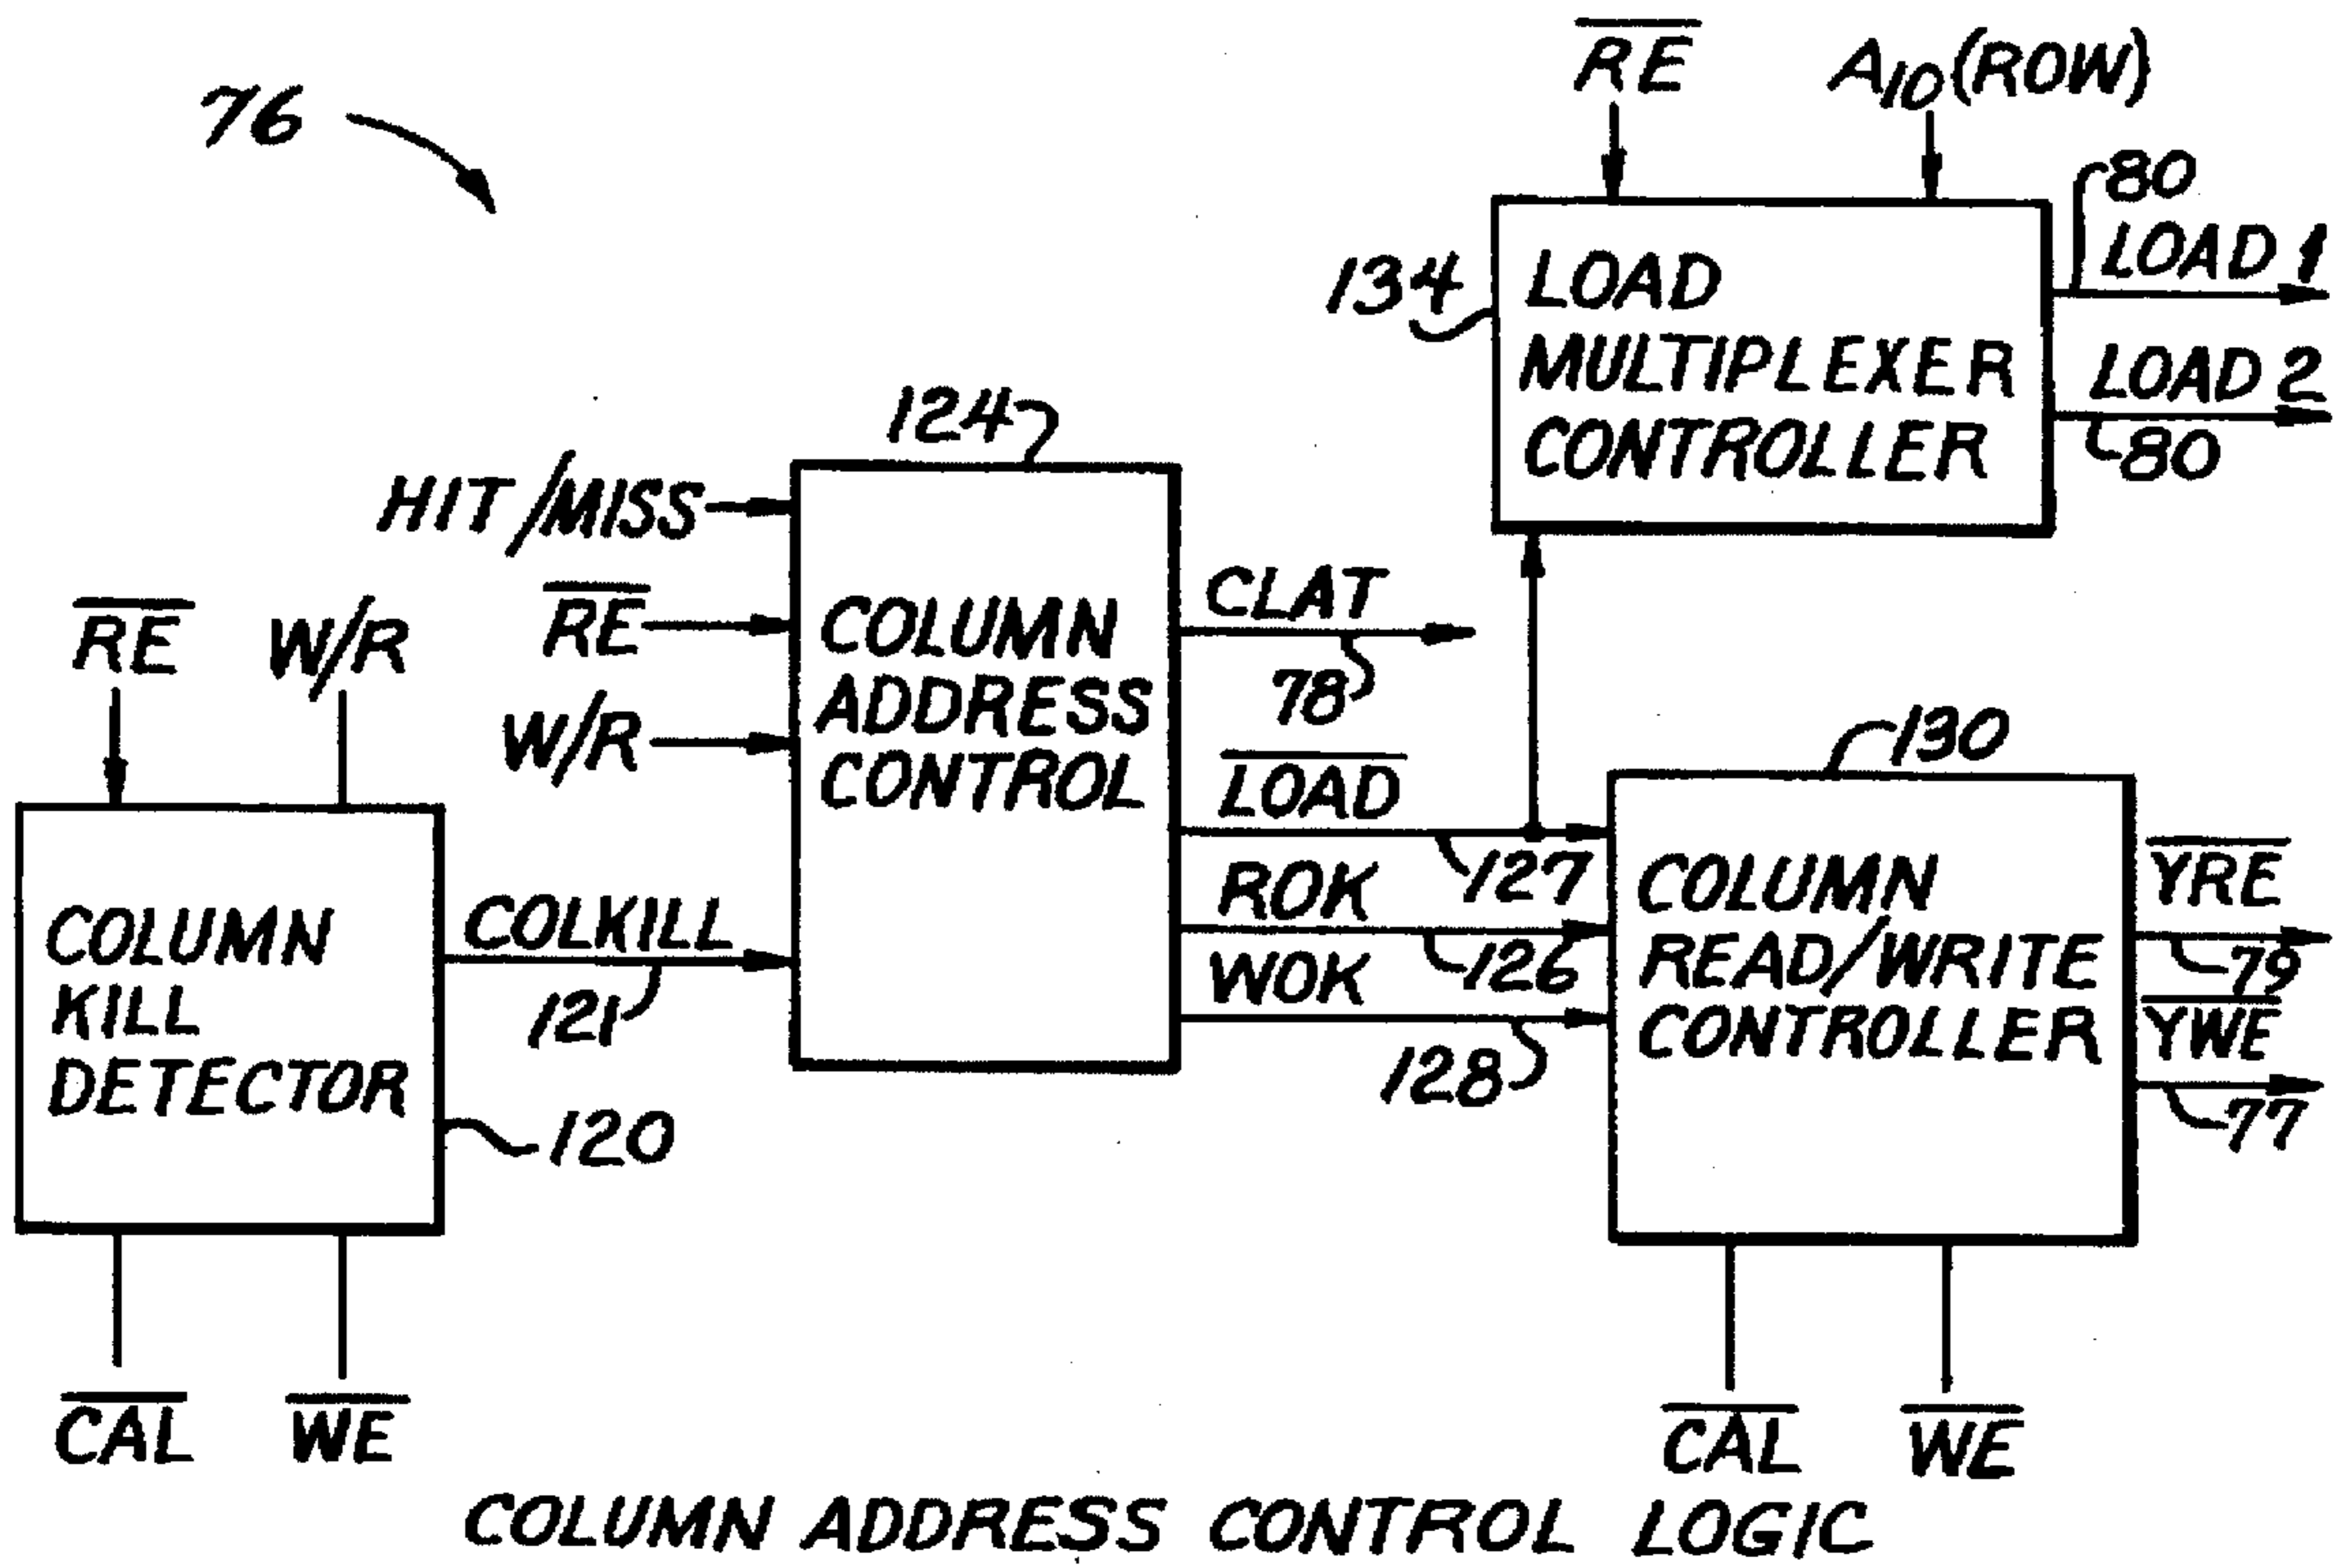 76
RE
A10(ROW)
80
LOAD 1
134
LOAD
MULTIPLEXER
CONTROLLER
LOAD 2
80
124
HIT/MISS
RE
W/R
COLUMN
ADDRESS
CONTROL
CLAT
78
RE
W/R
LOAD
127
ROK
126
WOK
128
130
COLUMN
READ/WRITE
CONTROLLER
YRE
79
YWE
77
COLUMN
KILL
DETECTOR
COLKILL
121
120
CAL
WE
CAL
WE
COLUMN ADDRESS CONTROL LOGIC